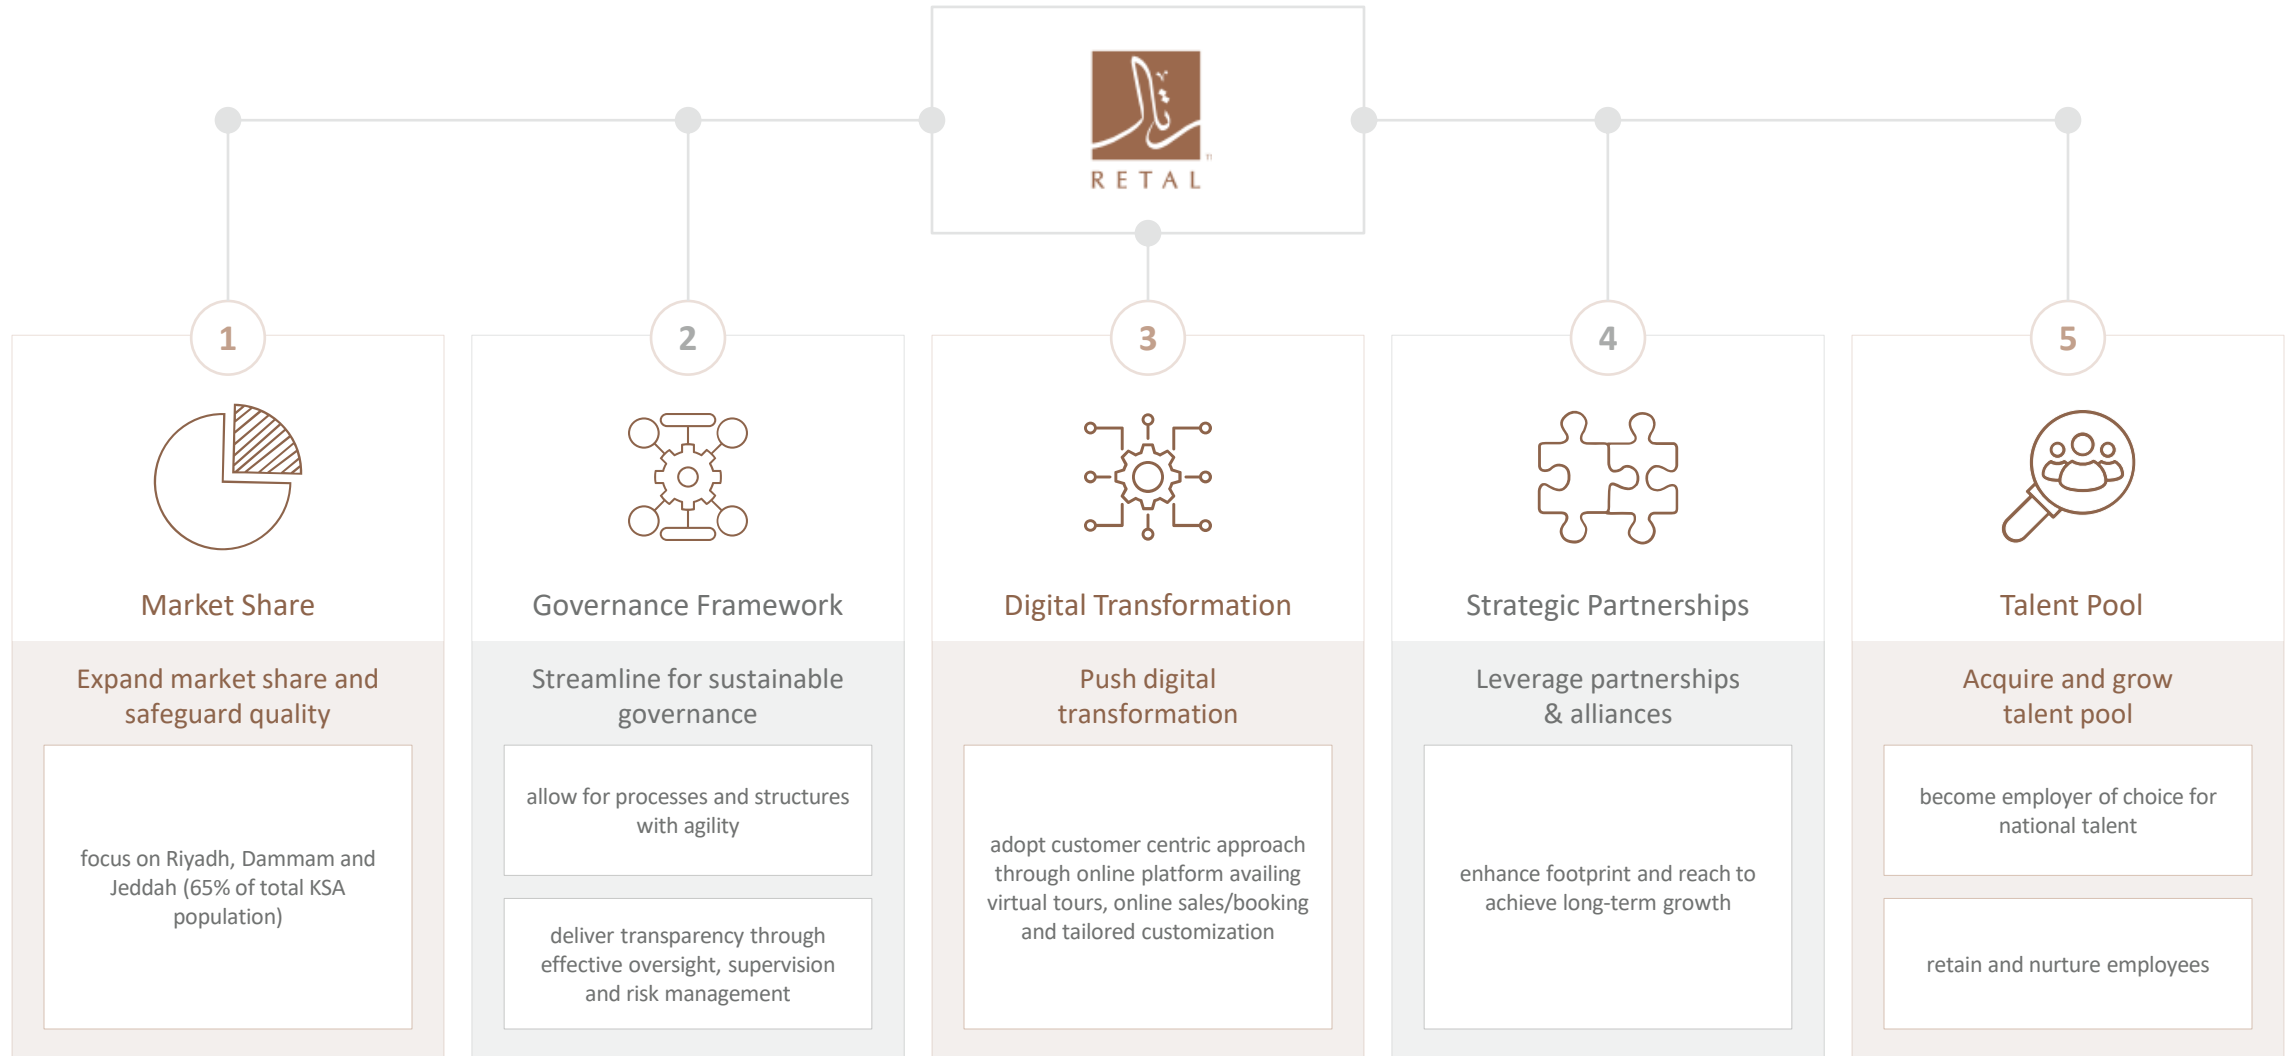 رتال
RETAL
1
Market Share
Expand market share and
safeguard quality
focus on Riyadh, Dammam and
Jeddah (65% of total KSA
population)
2
Governance Framework
Streamline for sustainable
governance
allow for processes and structures
with agility
deliver transparency through
effective oversight, supervision
and risk management
3
Digital Transformation
Push digital
transformation
adopt customer centric approach
through online platform availing
virtual tours, online sales/booking
and tailored customization
4
Strategic Partnerships
Leverage partnerships
& alliances
enhance footprint and reach to
achieve long-term growth
5
Talent Pool
Acquire and grow
talent pool
become employer of choice for
national talent
retain and nurture employees